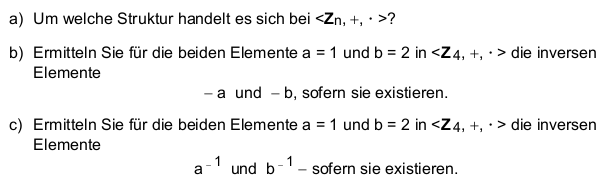 a) Um welche Struktur handelt es sich bei <Zn, +, · >?
b) Ermitteln Sie für die beiden Elemente a = 1 und b = 2 in <Z4, +, · > die inversen
Elemente
– a und – b, sofern sie existieren.
c) Ermitteln Sie für die beiden Elemente a = 1 und b = 2 in <Z4, +, · > die inversen
Elemente
a⁻¹ und b⁻¹ – sofern sie existieren.